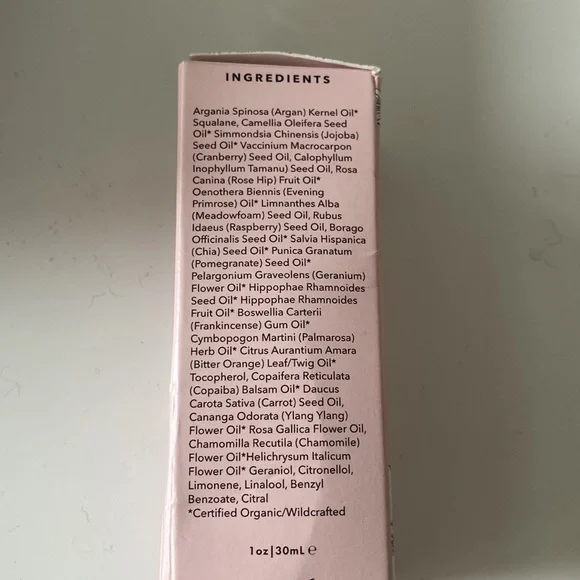 INGREDIENTS
Argania Spinosa (Argan) Kernel Oil*
Squalane, Camellia Oleifera Seed
Oil* Simmondsia Chinensis (Jojoba)
Seed Oil* Vaccinium Macrocarpon
(Cranberry) Seed Oil, Calophyllum
Inophyllum Tamanu) Seed Oil, Rosa
Canina (Rose Hip) Fruit Oil*
Oenothera Biennis (Evening
Primrose) Oil* Limnanthes Alba
(Meadowfoam) Seed Oil, Rubus
Idaeus (Raspberry) Seed Oil, Borago
Officinalis Seed Oil* Salvia Hispanica
(Chia) Seed Oil* Punica Granatum
(Pomegranate) Seed Oil*
Pelargonium Graveolens (Geranium)
Flower Oil* Hippophae Rhamnoides
Seed Oil* Hippophae Rhamnoides
Fruit Oil* Boswellia Carterii
(Frankincense) Gum Oil*
Cymbopogon Martini (Palmarosa)
Herb Oil* Citrus Aurantium Amara
(Bitter Orange) Leaf/Twig Oil*
Tocopherol, Copaifera Reticulata
(Copaiba) Balsam Oil* Daucus
Carota Sativa (Carrot) Seed Oil,
Cananga Odorata (Ylang Ylang)
Flower Oil* Rosa Gallica Flower Oil,
Chamomilla Recutila (Chamomile)
Flower Oil*Helichrysum Italicum
Flower Oil* Geraniol, Citronellol,
Limonene, Linalool, Benzyl
Benzoate, Citral
*Certified Organic/Wildcrafted
1oz|30mL ℮